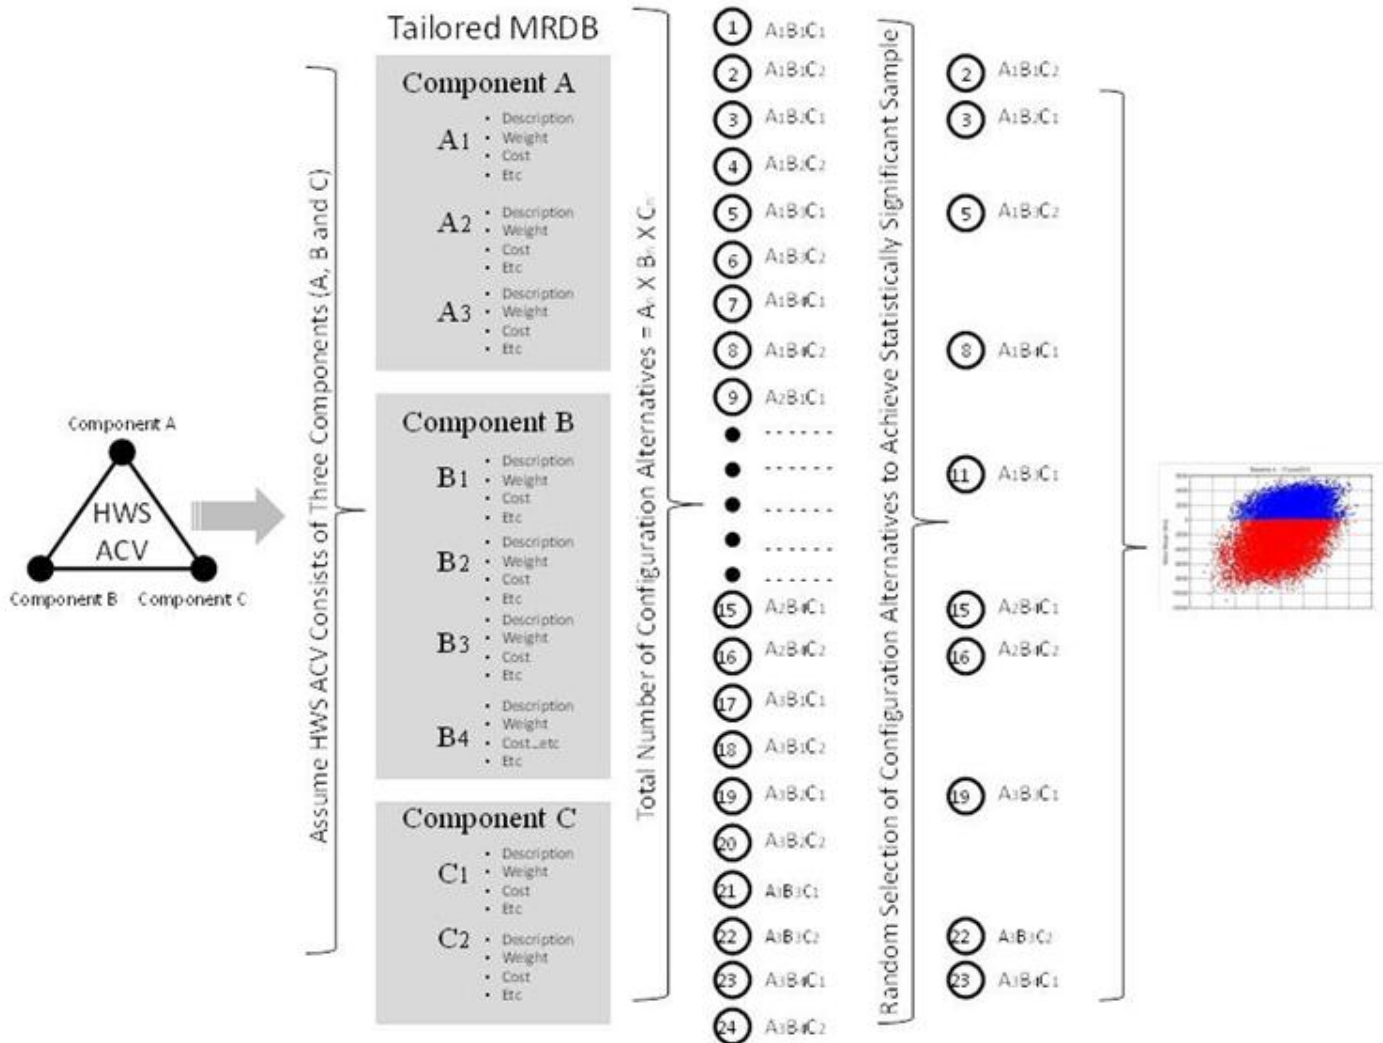 Component A
HWS
ACV
Component B
Component C
Assume HWS ACV Consists of Three Components (A, B and C)
Tailored MRDB
Component A
A1
• Description
• Weight
• Cost
• Etc
A2
• Description
• Weight
• Cost
• Etc
A3
• Description
• Weight
• Cost
• Etc
Component B
B1
• Description
• Weight
• Cost
• Etc
B2
• Description
• Weight
• Cost
• Etc
B3
• Description
• Weight
• Cost
• Etc
B4
• Description
• Weight
• Cost_etc
• Etc
Component C
C1
• Description
• Weight
• Cost
• Etc
C2
• Description
• Weight
• Cost
• Etc
Total Number of Configuration Alternatives = An X Bn X Cn
1 A1B1C1
2 A1B1C2
3 A1B2C1
4 A1B2C2
5 A1B3C1
6 A1B3C2
7 A1B4C1
8 A1B4C2
9 A2B1C1
15 A2B4C1
16 A2B4C2
17 A3B1C1
18 A3B1C2
19 A3B2C1
20 A3B2C2
21 A3B3C1
22 A3B3C2
23 A3B4C1
24 A3B4C2
Random Selection of Configuration Alternatives to Achieve Statistically Significant Sample
2 A1B1C2
3 A1B2C1
5 A1B3C2
8 A1B4C1
11 A1B3C1
15 A2B4C1
16 A2B4C2
19 A3B3C1
22 A3B3C2
23 A3B4C1